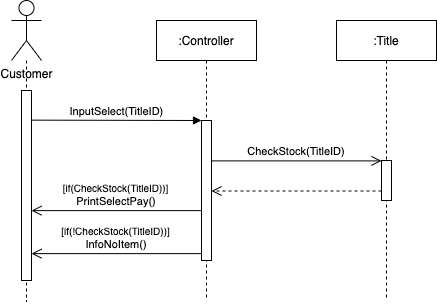 :Controller
:Title
Customer
InputSelect(TitleID)
CheckStock(TitleID)
[if(CheckStock(TitleID))]
PrintSelectPay()
[if(!CheckStock(TitleID))]
InfoNoItem()